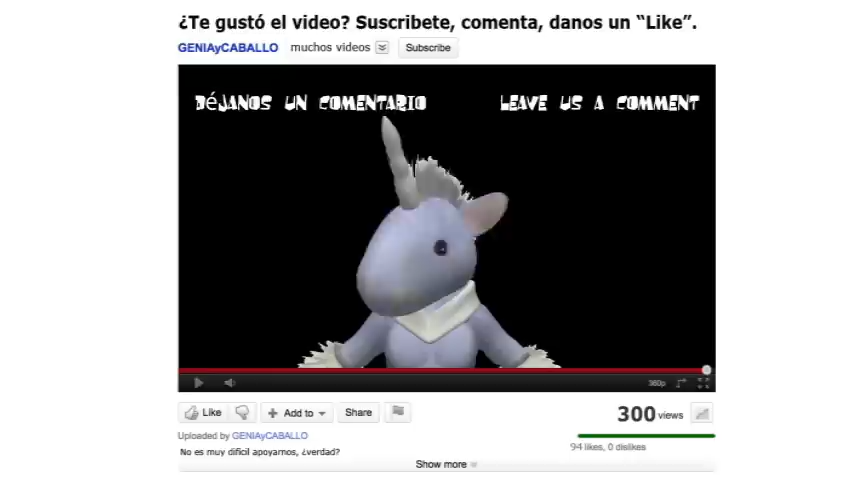 ¿Te gustó el video? Suscribete, comenta, danos un “Like”.
GENIAyCABALLO muchos videos Subscribe
DÉJANOS UN COMENTARIO LEAVE US A COMMENT
360p
Like Add to Share 300 views
Uploaded by GENIAyCABALLO
94 likes, 0 dislikes
No es muy dificil apoyarnos, ¿verdad?
Show more